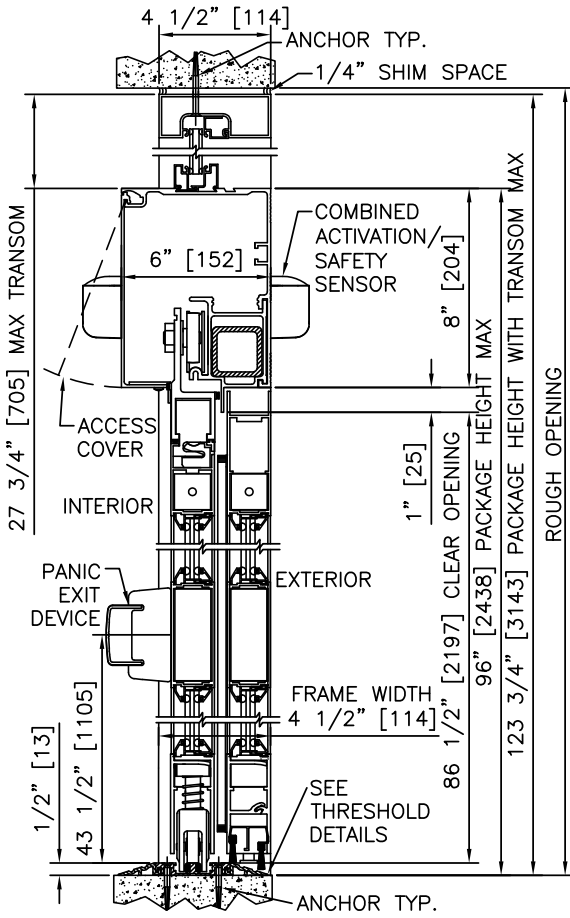 4 1/2" [114]
ANCHOR TYP.
1/4" SHIM SPACE
27 3/4" [705] MAX TRANSOM
6" [152]
COMBINED
ACTIVATION/
SAFETY
SENSOR
8" [204]
ACCESS
COVER
1" [25]
INTERIOR
EXTERIOR
PANIC
EXIT
DEVICE
86 1/2" [2197] CLEAR OPENING
96" [2438] PACKAGE HEIGHT MAX
123 3/4" [3143] PACKAGE HEIGHT WITH TRANSOM MAX
ROUGH OPENING
FRAME WIDTH
4 1/2" [114]
1/2" [13]
43 1/2" [1105]
SEE
THRESHOLD
DETAILS
ANCHOR TYP.